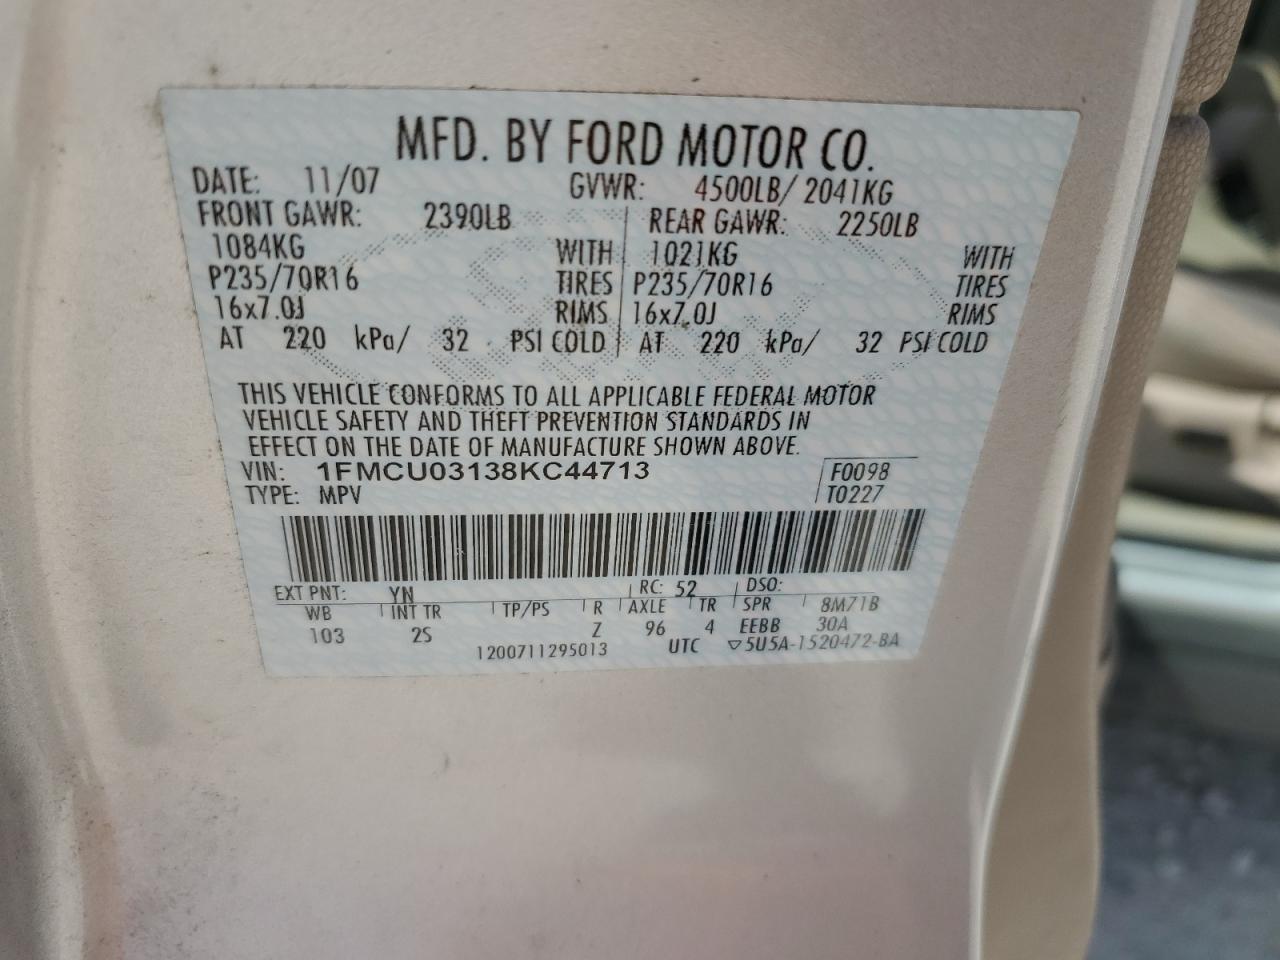 MFD. BY FORD MOTOR CO.
DATE: 11/07 GVWR: 4500LB/ 2041KG
FRONT GAWR: 2390LB REAR GAWR: 2250LB
1084KG WITH 1021KG WITH
P235/70R16 TIRES P235/70R16 TIRES
16x7.0J RIMS 16x7.0J RIMS
AT 220 kPa/ 32 PSI COLD AT 220 kPa/ 32 PSI COLD
THIS VEHICLE CONFORMS TO ALL APPLICABLE FEDERAL MOTOR
VEHICLE SAFETY AND THEFT PREVENTION STANDARDS IN
EFFECT ON THE DATE OF MANUFACTURE SHOWN ABOVE.
VIN: 1FMCU03138KC44713 F0098
TYPE: MPV T0227
EXT PNT: YN RC: 52 DSO:
WB INT TR TP/PS R AXLE TR SPR 8M71B
103 2S Z 96 4 EEBB 30A
1200711295013 UTC ▽5U5A-1520472-BA